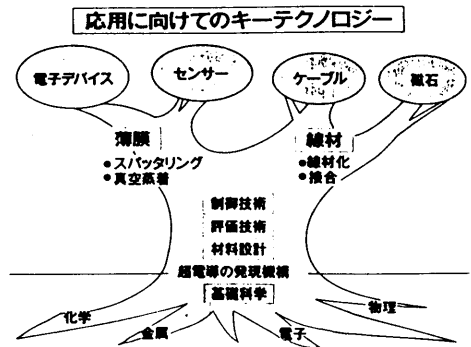 応用に向けてのキーテクノロジー
電子デバイス
センサー
ケーブル
磁石
薄膜
●スパッタリング
●真空蒸着
線材
●線材化
●接合
制御技術
評価技術
材料設計
超電導の発現機構
基礎科学
化学
金属
電子
物理